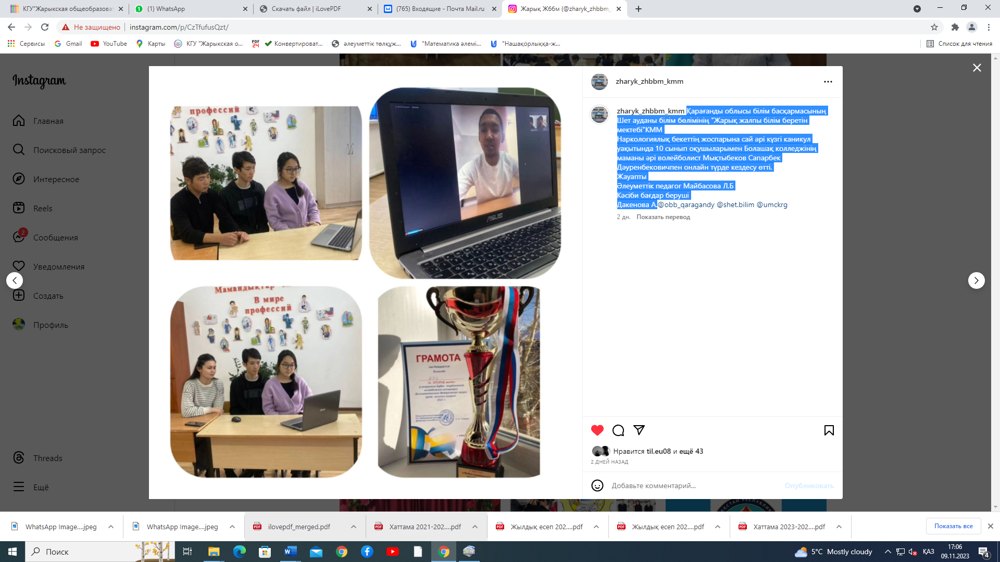 КГУ"Жарыкская общеобразоват
(1) WhatsApp
Скачать файл | iLovePDF
(765) Входящие - Почта Mail.ru
Жарық Жббм (@zharyk_zhbbm_
Не защищено
instagram.com/p/CzTfufusQzt/
Сервисы
Gmail
YouTube
Карты
КГУ "Жарыкская о...
PDF 24
Конвертироват...
әлеуметтік төлқұж...
"Математика әлемі...
"Нашақорлыққа-ж...
Список для чтения
Instagram
Главная
Поисковый запрос
Интересное
Reels
2
Сообщения
Уведомления
Создать
Профиль
Threads
Ещё
профессий
ASUS
В мире
профессий
ГРАМОТА
НАГРАЖДАЕТСЯ
Команда
zharyk_zhbbm_kmm
zharyk_zhbbm_kmm Қарағанды облысы білім басқармасының
Шет ауданы білім бөлімінің "Жарық жалпы білім беретін
мектебі"КММ
Наркологиялық бекеттің жоспарына сай әрі күзгі каникул
уақытында 10 сынып оқушыларымен Болашақ колледжінің
маманы әрі волейболист Мықтыбеков Сапарбек
Дәуренбековичпен онлайн түрде кездесу өтті.
Жауапты
Әлеуметтік педагог Майбасова Л.Б
Кәсіби бағдар беруші
Дакенова А.@obb_qaragandy @shet.bilim @umckrg
2 дн. Показать перевод
Нравится til.eu08 и ещё 43
2 ДНЕЙ НАЗАД
Добавьте комментарий...
Опубликовать
WhatsApp Image....jpeg
WhatsApp Image....jpeg
ilovepdf_merged.pdf
Хаттама 2021-202....pdf
Жылдық есеп 202....pdf
Жылдық есеп 202....pdf
Хаттама 2023-202....pdf
Показать все
Поиск
5°C Mostly cloudy
ҚАЗ
17:06
09.11.2023
4